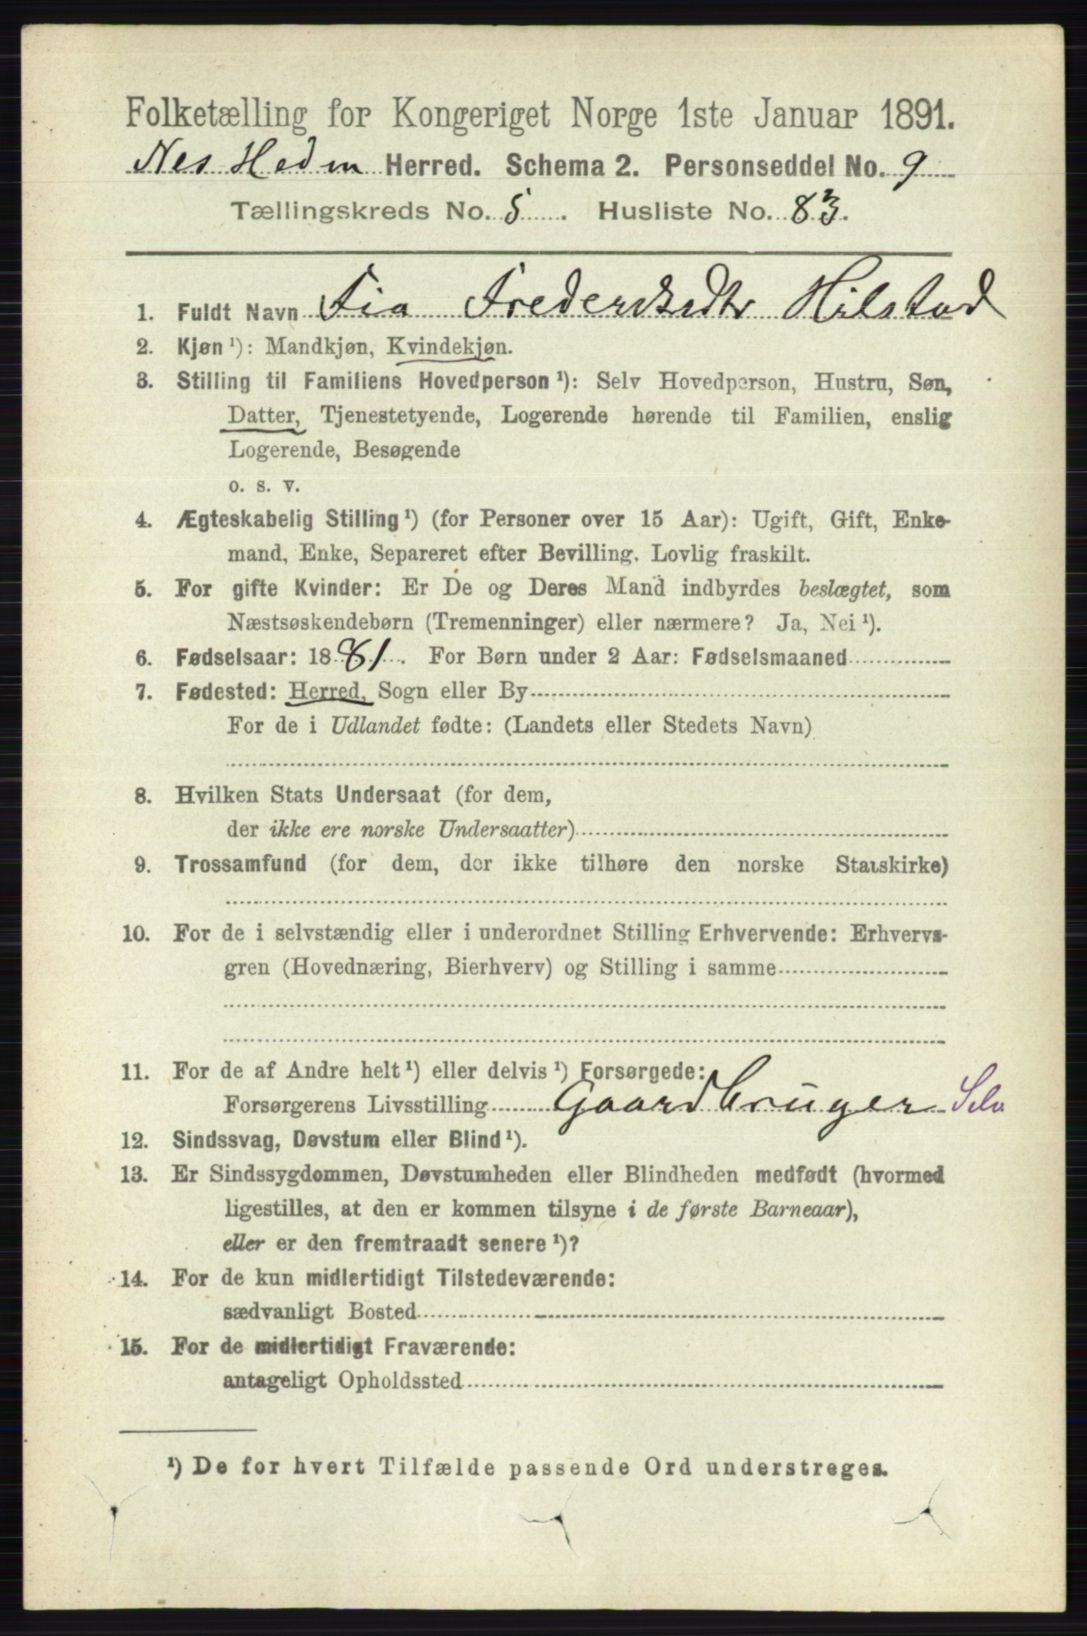 Folketælling for Kongeriget Norge 1ste Januar 1891.
Nes Hedm Herred. Schema 2. Personseddel No. 9
Tællingskreds No. 5. Husliste No. 83.
1. Fuldt Navn Fia Frederiksdtr Hilstad
2. Kjøn ¹): Mandkjøn, Kvindekjøn.
3. Stilling til Familiens Hovedperson ¹): Selv Hovedperson, Hustru, Søn,
Datter, Tjenestetyende, Logerende hørende til Familien, enslig
Logerende, Besøgende
o. s. v.
4. Ægteskabelig Stilling ¹) (for Personer over 15 Aar): Ugift, Gift, Enke-
mand, Enke, Separeret efter Bevilling. Lovlig fraskilt.
5. For gifte Kvinder: Er De og Deres Mand indbyrdes beslægtet, som
Næstsøskendebørn (Tremenninger) eller nærmere? Ja, Nei ¹).
6. Fødselsaar: 1881. For Børn under 2 Aar: Fødselsmaaned
7. Fødested: Herred, Sogn eller By
For de i Udlandet fødte: (Landets eller Stedets Navn)
8. Hvilken Stats Undersaat (for dem,
der ikke ere norske Undersaatter)
9. Trossamfund (for dem, der ikke tilhøre den norske Statskirke)
10. For de i selvstændig eller i underordnet Stilling Erhvervende: Erhvervs-
gren (Hovednæring, Bierhverv) og Stilling i samme
11. For de af Andre helt ¹) eller delvis ¹) Forsørgede:
Forsørgerens Livsstilling Gaardbruger Selv
12. Sindssvag, Døvstum eller Blind ¹).
13. Er Sindssygdommen, Døvstumheden eller Blindheden medfødt (hvormed
ligestilles, at den er kommen tilsyne i de første Barneaar),
eller er den fremtraadt senere ¹)?
14. For de kun midlertidigt Tilstedeværende:
sædvanligt Bosted
15. For de midlertidigt Fraværende:
antageligt Opholdssted
¹) De for hvert Tilfælde passende Ord understreges.